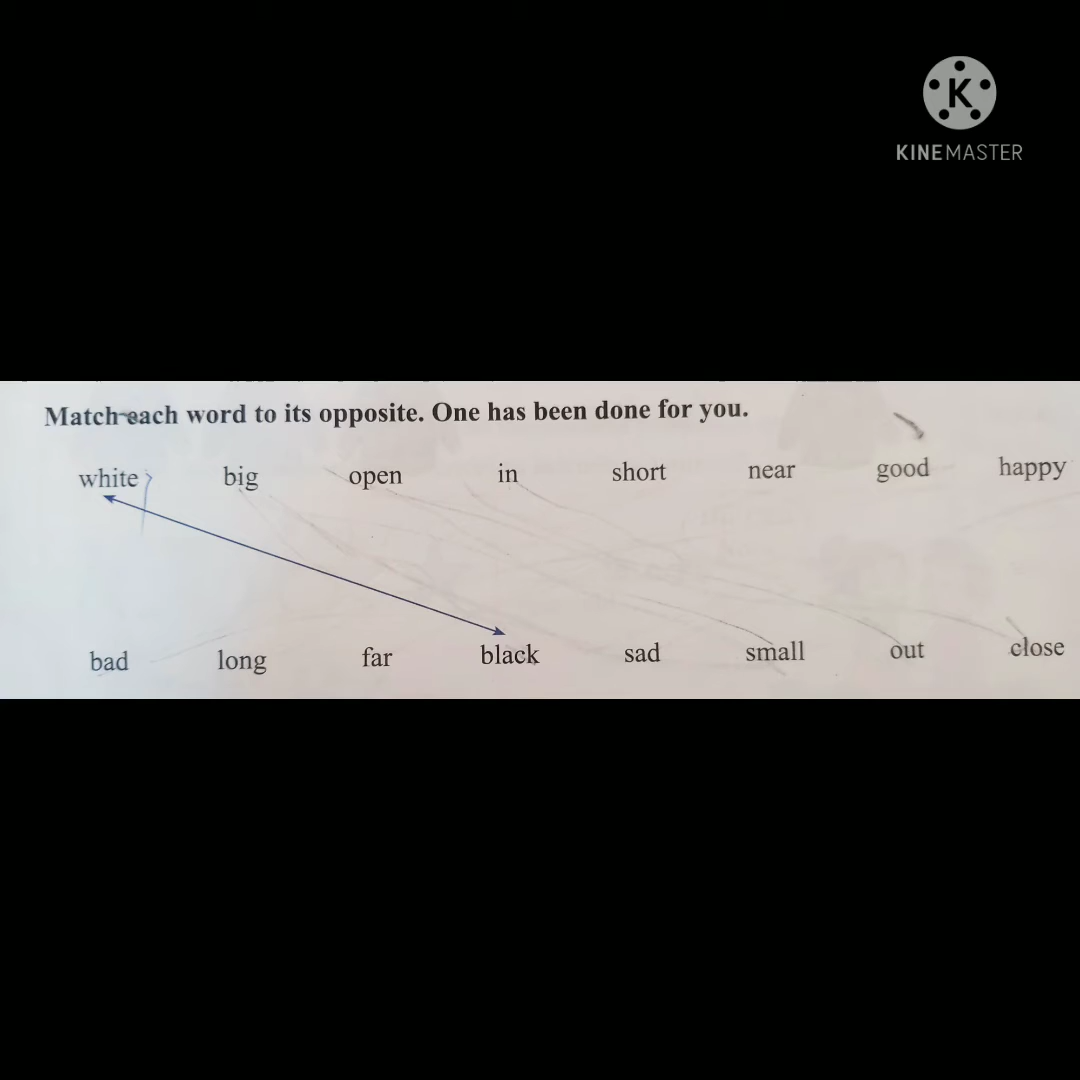 K
KINEMASTER
Match each word to its opposite. One has been done for you.
white big open in short near good happy
bad long far black sad small out close